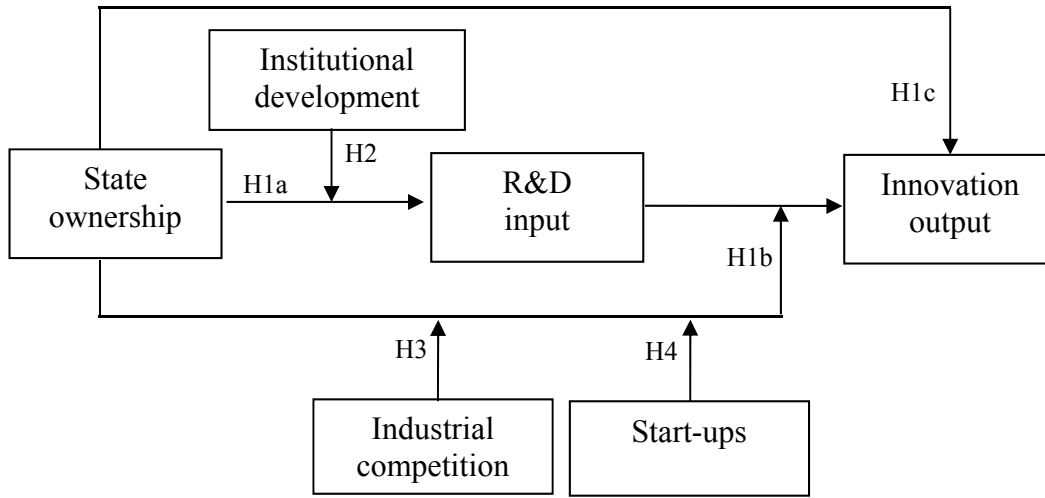 Institutional
development
H1c
H2
State
ownership
H1a
R&D
input
Innovation
output
H1b
H3
H4
Industrial
competition
Start-ups